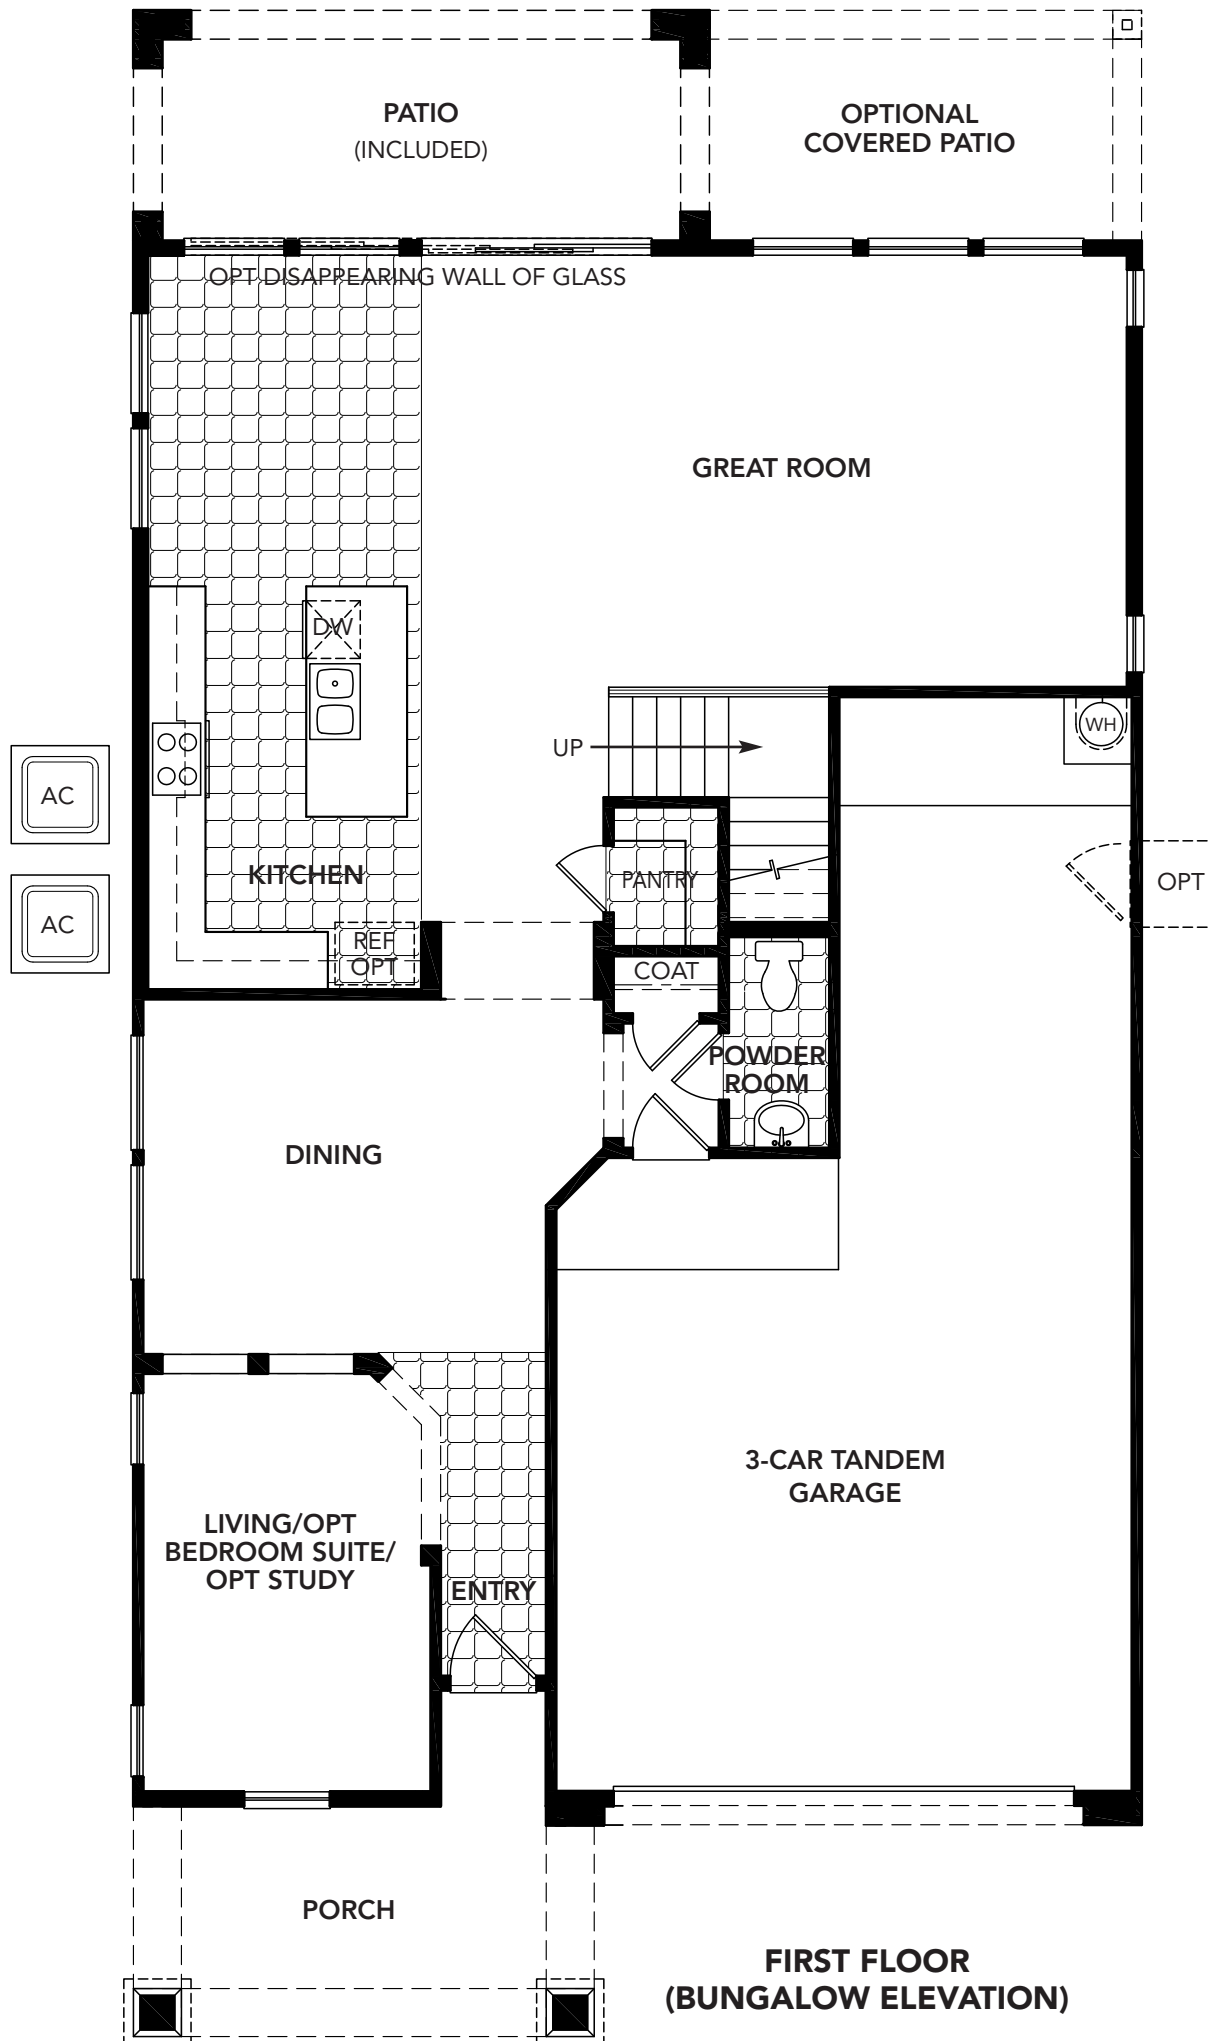 PATIO
(INCLUDED)
OPTIONAL
COVERED PATIO
OPT DISAPPEARING WALL OF GLASS
GREAT ROOM
DW
UP
WH
AC
KITCHEN
PANTRY
OPT
AC
REF
OPT
COAT
POWDER
ROOM
DINING
3-CAR TANDEM
GARAGE
LIVING/OPT
BEDROOM SUITE/
OPT STUDY
ENTRY
PORCH
FIRST FLOOR
(BUNGALOW ELEVATION)